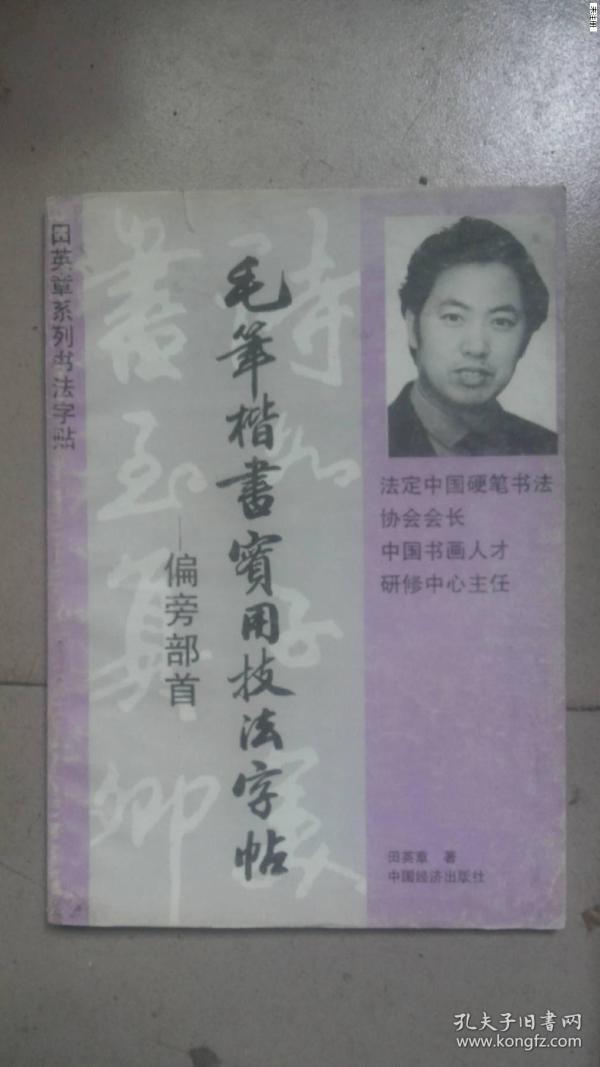 田英章系列书法字帖
毛筆楷書實用技法字帖
——偏旁部首
法定中国硬笔书法
协会会长
中国书画人才
研修中心主任
田英章 著
中国经济出版社
孔夫子旧书网
www.kongfz.com